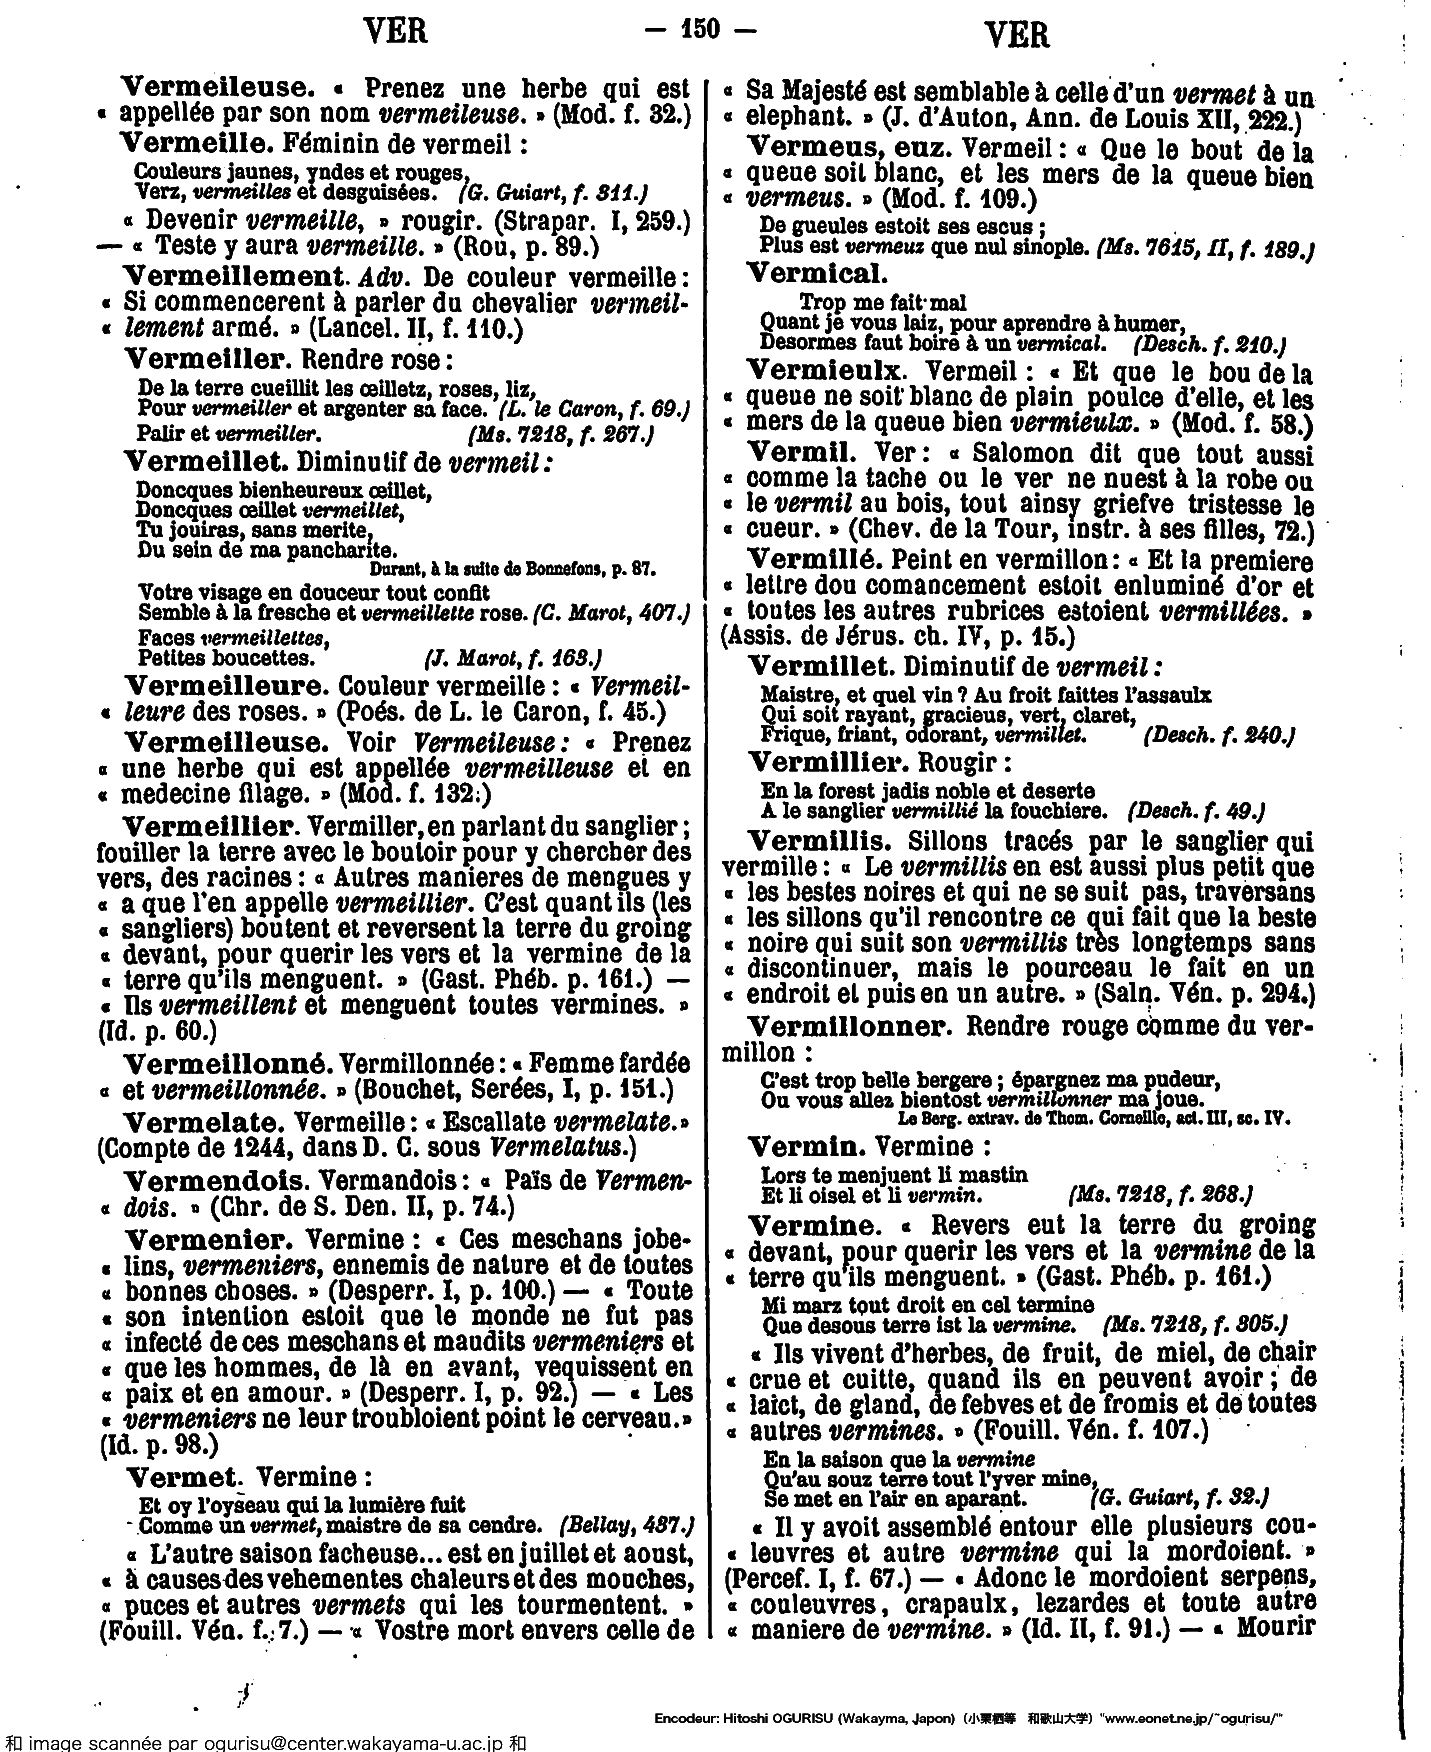 VER — 150 — VER
Vermeileuse. « Prenez une herbe qui est
« appellée par son nom vermeileuse. » (Mod. f. 32.)
Vermeille. Féminin de vermeil :
Couleurs jaunes, yndes et rouges,
Verz, vermeilles et desguisées. (G. Guiart, f. 311.)
« Devenir vermeille, » rougir. (Strapar. I, 259.)
— « Teste y aura vermeille. » (Rou, p. 89.)
Vermeillement. Adv. De couleur vermeille :
« Si commencerent à parler du chevalier vermeil-
« lement armé. » (Lancel. II, f. 110.)
Vermeiller. Rendre rose :
De la terre cueillit les œilletz, roses, liz,
Pour vermeiller et argenter sa face. (L. le Caron, f. 69.)
Palir et vermeiller. (Ms. 7218, f. 267.)
Vermeillet. Diminutif de vermeil :
Doncques bienheureux œillet,
Doncques œillet vermeillet,
Tu jouiras, sans merite,
Du sein de ma pancharite.
Durant, à la suite de Bonnefons, p. 87.
Votre visage en douceur tout confit
Semble à la fresche et vermeillette rose. (C. Marot, 407.)
Faces vermeillettes,
Petites boucettes. (J. Marot, f. 163.)
Vermeilleure. Couleur vermeille : « Vermeil-
« leure des roses. » (Poés. de L. le Caron, f. 45.)
Vermeilleuse. Voir Vermeileuse : « Prenez
« une herbe qui est appellée vermeilleuse et en
« medecine filage. » (Mod. f. 132.)
Vermeillier. Vermiller, en parlant du sanglier ;
fouiller la terre avec le boutoir pour y chercher des
vers, des racines : « Autres manieres de mengues y
« a que l'en appelle vermeillier. C'est quant ils (les
« sangliers) boutent et reversent la terre du groing
« devant, pour querir les vers et la vermine de la
« terre qu'ils menguent. » (Gast. Phéb. p. 161.) —
« Ils vermeillent et menguent toutes vermines. »
(Id. p. 60.)
Vermeillonné. Vermillonnée : « Femme fardée
« et vermeillonnée. » (Bouchet, Serées, I, p. 151.)
Vermelate. Vermeille : « Escallate vermelate. »
(Compte de 1244, dans D. C. sous Vermelatus.)
Vermendois. Vermandois : « Païs de Vermen-
« dois. » (Chr. de S. Den. II, p. 74.)
Vermenier. Vermine : « Ces meschans jobe-
« lins, vermeniers, ennemis de nature et de toutes
« bonnes choses. » (Desperr. I, p. 100.) — « Toute
« son intention estoit que le monde ne fut pas
« infecté de ces meschans et maudits vermeniers et
« que les hommes, de là en avant, vequissent en
« paix et en amour. » (Desperr. I, p. 92.) — « Les
« vermeniers ne leur troubloient point le cerveau. »
(Id. p. 98.)
Vermet. Vermine :
Et oy l'oyseau qui la lumière fuit
Comme un vermet, maistre de sa cendre. (Bellay, 437.)
« L'autre saison facheuse... est en juillet et aoust,
« à causes des vehementes chaleurs et des mouches,
« puces et autres vermets qui les tourmentent. »
(Fouill. Vén. f. 7.) — « Vostre mort envers celle de
« Sa Majesté est semblable à celle d'un vermet à un
« elephant. » (J. d'Auton, Ann. de Louis XII, 222.)
Vermeus, euz. Vermeil : « Que le bout de la
« queue soit blanc, et les mers de la queue bien
« vermeus. » (Mod. f. 109.)
De gueules estoit ses escus ;
Plus est vermeuz que nul sinople. (Ms. 7615, II, f. 189.)
Vermical.
Trop me fait mal
Quant je vous laiz, pour aprendre à humer,
Desormes faut boire à un vermical. (Desch. f. 210.)
Vermieulx. Vermeil : « Et que le bou de la
« queue ne soit blanc de plain poulce d'elle, et les
« mers de la queue bien vermieulx. » (Mod. f. 58.)
Vermil. Ver : « Salomon dit que tout aussi
« comme la tache ou le ver ne nuest à la robe ou
« le vermil au bois, tout ainsy griefve tristesse le
« cueur. » (Chev. de la Tour, instr. à ses filles, 72.)
Vermillé. Peint en vermillon : « Et la premiere
« lettre dou comancement estoit enluminé d'or et
« toutes les autres rubrices estoient vermillées. »
(Assis. de Jérus. ch. IV, p. 15.)
Vermillet. Diminutif de vermeil :
Maistre, et quel vin ? Au froit faittes l'assaulx
Qui soit rayant, gracieus, vert, claret,
Frique, friant, odorant, vermillet. (Desch. f. 240.)
Vermillier. Rougir :
En la forest jadis noble et deserte
A le sanglier vermillié la fouchiere. (Desch. f. 49.)
Vermillis. Sillons tracés par le sanglier qui
vermille : « Le vermillis en est aussi plus petit que
« les bestes noires et qui ne se suit pas, traversans
« les sillons qu'il rencontre ce qui fait que la beste
« noire qui suit son vermillis très longtemps sans
« discontinuer, mais le pourceau le fait en un
« endroit et puis en un autre. » (Saln. Vén. p. 294.)
Vermillonner. Rendre rouge comme du ver-
millon :
C'est trop belle bergere ; épargnez ma pudeur,
Ou vous allez bientost vermillonner ma joue.
Le Berg. extrav. de Thom. Corneille, act. III, sc. IV.
Vermin. Vermine :
Lors te menjuent li mastin
Et li oisel et li vermin. (Ms. 7218, f. 268.)
Vermine. « Revers eut la terre du groing
« devant, pour querir les vers et la vermine de la
« terre qu'ils menguent. » (Gast. Phéb. p. 161.)
Mi marz tout droit en cel termine
Que desous terre ist la vermine. (Ms. 7218, f. 305.)
« Ils vivent d'herbes, de fruit, de miel, de chair
« crue et cuitte, quand ils en peuvent avoir ; de
« laict, de gland, de febves et de fromis et de toutes
« autres vermines. » (Fouill. Vén. f. 107.)
En la saison que la vermine
Qu'au souz terre tout l'yver mine,
Se met en l'air en aparant. (G. Guiart, f. 32.)
« Il y avoit assemblé entour elle plusieurs cou-
« leuvres et autre vermine qui la mordoient. »
(Percef. I, f. 67.) — « Adonc le mordoient serpens,
« couleuvres, crapaulx, lezardes et toute autre
« maniere de vermine. » (Id. II, f. 91.) — « Mourir
Encodeur: Hitoshi OGURISU (Wakayma, Japon) (小栗栖等 和歌山大学) "www.eonet.ne.jp/~ogurisu/"
和 image scannée par ogurisu@center.wakayama-u.ac.jp 和